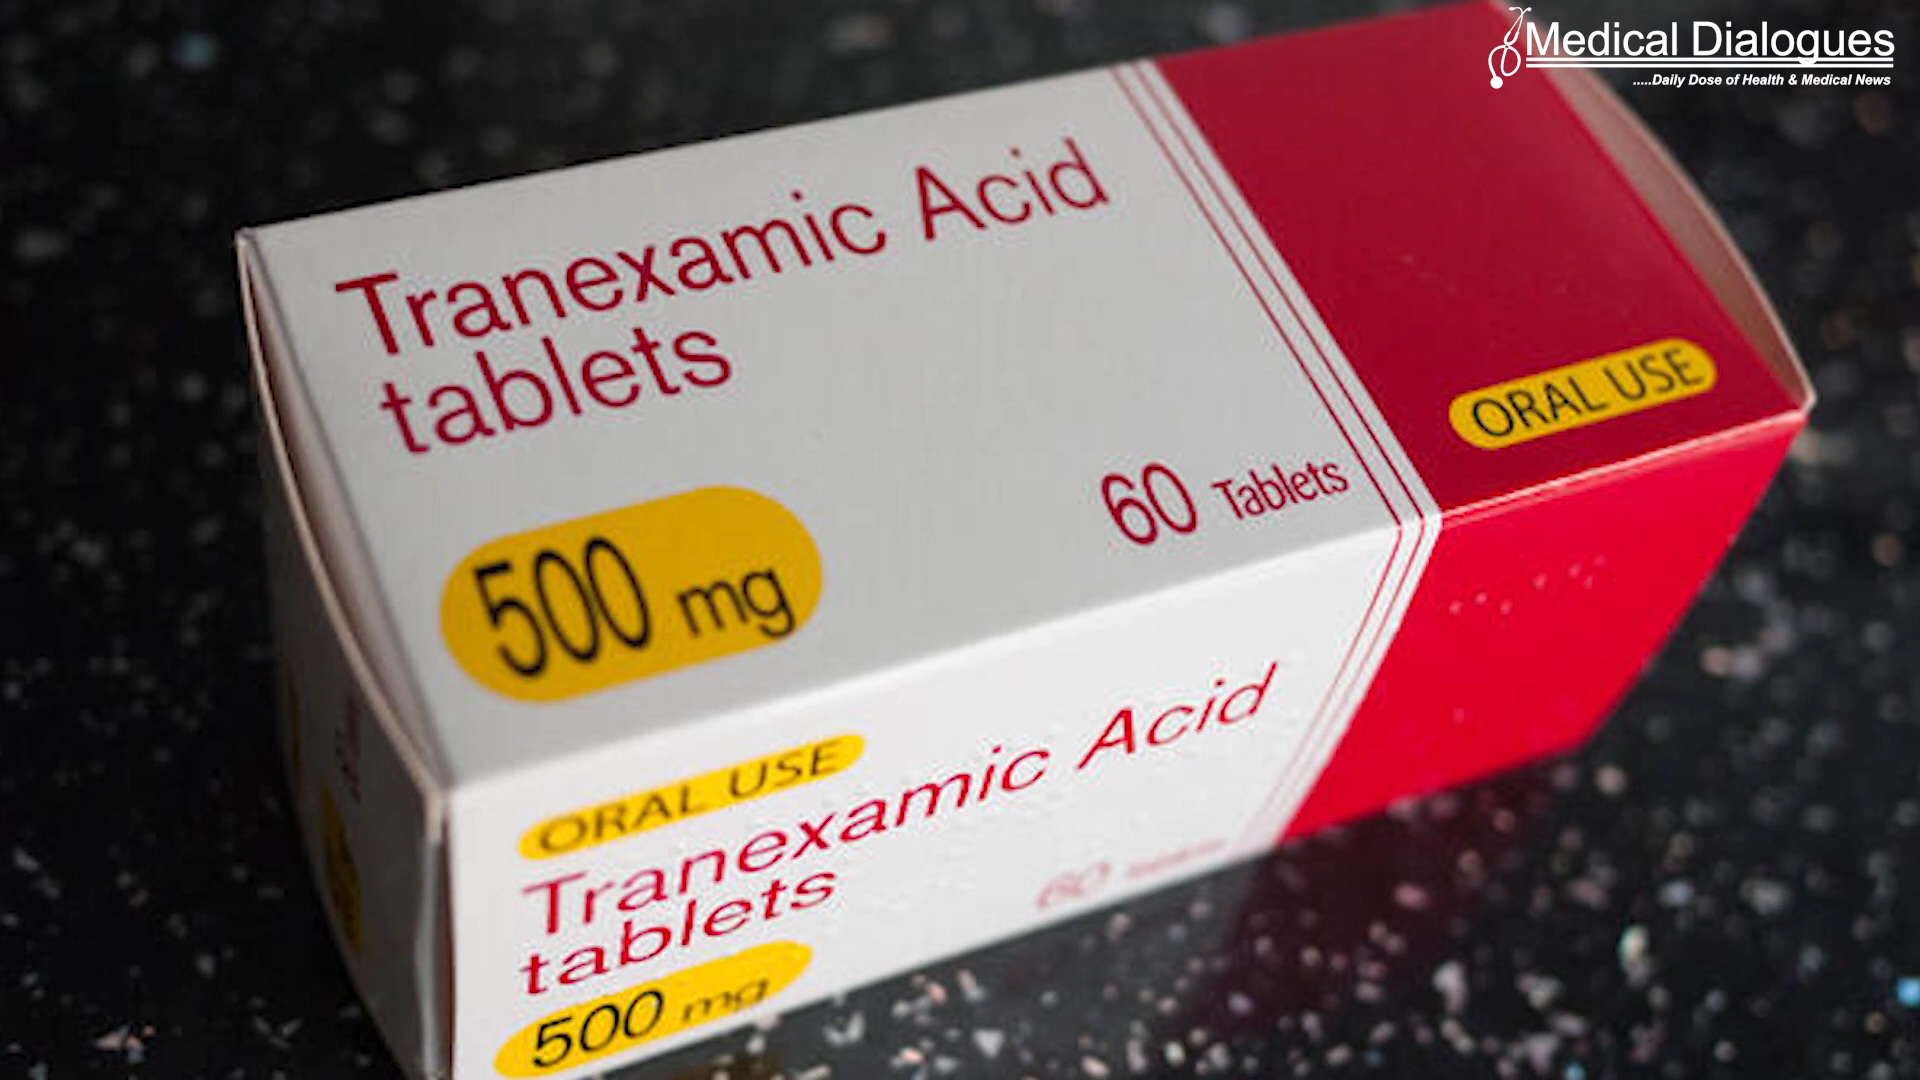 Medical Dialogues
.....Daily Dose of Health & Medical News
Tranexamic Acid
tablets
500 mg
60 Tablets
ORAL USE
ORAL USE
Tranexamic Acid
tablets
500 mg
60